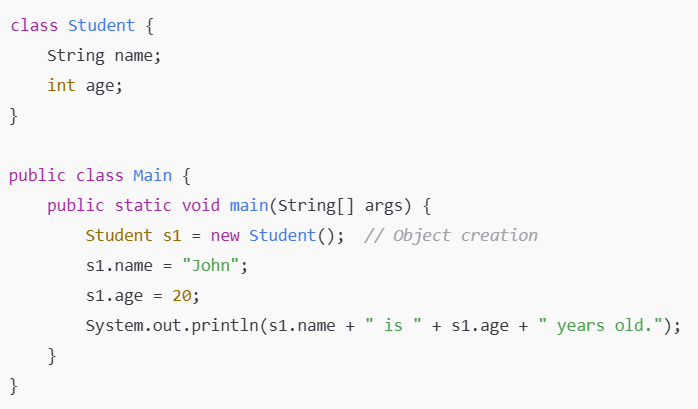 class Student {
    String name;
    int age;
}

public class Main {
    public static void main(String[] args) {
        Student s1 = new Student();  // Object creation
        s1.name = "John";
        s1.age = 20;
        System.out.println(s1.name + " is " + s1.age + " years old.");
    }
}